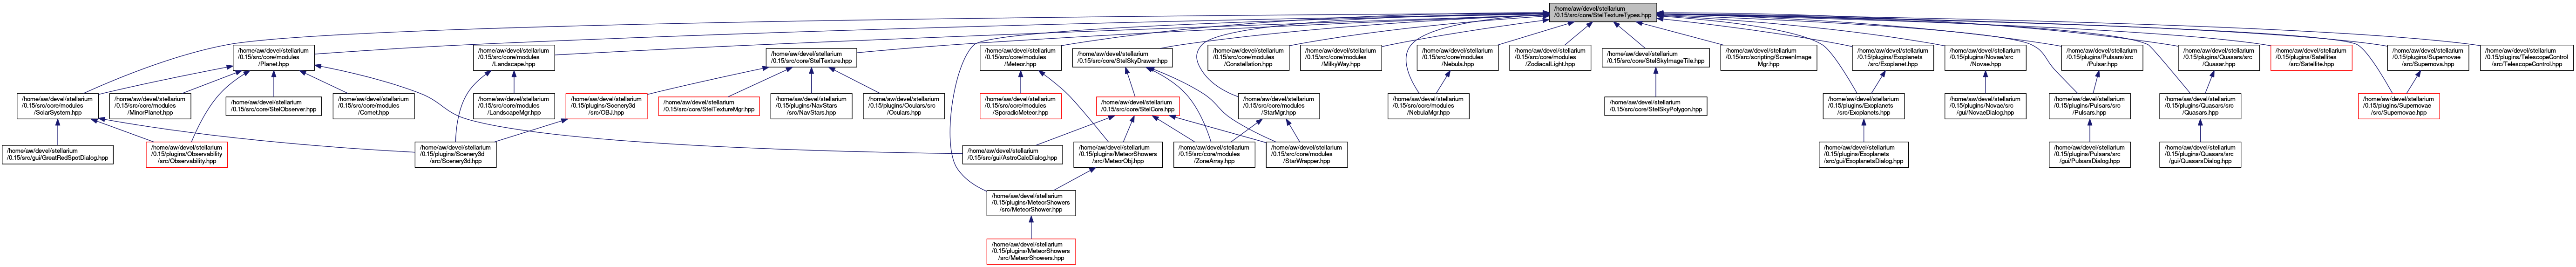 /home/aw/devel/stellarium
/0.15/src/core/StelTextureTypes.hpp
/home/aw/devel/stellarium
/0.15/src/core/modules
/Planet.hpp
/home/aw/devel/stellarium
/0.15/src/core/modules
/Landscape.hpp
/home/aw/devel/stellarium
/0.15/src/core/StelTexture.hpp
/home/aw/devel/stellarium
/0.15/src/core/modules
/Meteor.hpp
/home/aw/devel/stellarium
/0.15/src/core/StelSkyDrawer.hpp
/home/aw/devel/stellarium
/0.15/src/core/modules
/Constellation.hpp
/home/aw/devel/stellarium
/0.15/src/core/modules
/MilkyWay.hpp
/home/aw/devel/stellarium
/0.15/src/core/modules
/Nebula.hpp
/home/aw/devel/stellarium
/0.15/src/core/modules
/ZodiacalLight.hpp
/home/aw/devel/stellarium
/0.15/src/core/StelSkyImageTile.hpp
/home/aw/devel/stellarium
/0.15/src/scripting/ScreenImage
Mgr.hpp
/home/aw/devel/stellarium
/0.15/plugins/Exoplanets
/src/Exoplanet.hpp
/home/aw/devel/stellarium
/0.15/plugins/Novae/src
/Novae.hpp
/home/aw/devel/stellarium
/0.15/plugins/Pulsars/src
/Pulsar.hpp
/home/aw/devel/stellarium
/0.15/plugins/Quasars/src
/Quasar.hpp
/home/aw/devel/stellarium
/0.15/plugins/Satellites
/src/Satellite.hpp
/home/aw/devel/stellarium
/0.15/plugins/Supernovae
/src/Supernova.hpp
/home/aw/devel/stellarium
/0.15/plugins/TelescopeControl
/src/TelescopeControl.hpp
/home/aw/devel/stellarium
/0.15/src/core/modules
/SolarSystem.hpp
/home/aw/devel/stellarium
/0.15/src/core/modules
/MinorPlanet.hpp
/home/aw/devel/stellarium
/0.15/src/core/StelObserver.hpp
/home/aw/devel/stellarium
/0.15/src/core/modules
/Comet.hpp
/home/aw/devel/stellarium
/0.15/src/core/modules
/LandscapeMgr.hpp
/home/aw/devel/stellarium
/0.15/plugins/Scenery3d
/src/OBJ.hpp
/home/aw/devel/stellarium
/0.15/src/core/StelTextureMgr.hpp
/home/aw/devel/stellarium
/0.15/plugins/NavStars
/src/NavStars.hpp
/home/aw/devel/stellarium
/0.15/plugins/Oculars/src
/Oculars.hpp
/home/aw/devel/stellarium
/0.15/src/core/modules
/SporadicMeteor.hpp
/home/aw/devel/stellarium
/0.15/src/core/StelCore.hpp
/home/aw/devel/stellarium
/0.15/src/core/modules
/StarMgr.hpp
/home/aw/devel/stellarium
/0.15/src/core/modules
/NebulaMgr.hpp
/home/aw/devel/stellarium
/0.15/src/core/StelSkyPolygon.hpp
/home/aw/devel/stellarium
/0.15/plugins/Exoplanets
/src/Exoplanets.hpp
/home/aw/devel/stellarium
/0.15/plugins/Novae/src
/gui/NovaeDialog.hpp
/home/aw/devel/stellarium
/0.15/plugins/Pulsars/src
/Pulsars.hpp
/home/aw/devel/stellarium
/0.15/plugins/Quasars/src
/Quasars.hpp
/home/aw/devel/stellarium
/0.15/plugins/Supernovae
/src/Supernovae.hpp
/home/aw/devel/stellarium
/0.15/src/gui/GreatRedSpotDialog.hpp
/home/aw/devel/stellarium
/0.15/plugins/Observability
/src/Observability.hpp
/home/aw/devel/stellarium
/0.15/plugins/Scenery3d
/src/Scenery3d.hpp
/home/aw/devel/stellarium
/0.15/src/gui/AstroCalcDialog.hpp
/home/aw/devel/stellarium
/0.15/plugins/MeteorShowers
/src/MeteorObj.hpp
/home/aw/devel/stellarium
/0.15/src/core/modules
/ZoneArray.hpp
/home/aw/devel/stellarium
/0.15/src/core/modules
/StarWrapper.hpp
/home/aw/devel/stellarium
/0.15/plugins/Exoplanets
/src/gui/ExoplanetsDialog.hpp
/home/aw/devel/stellarium
/0.15/plugins/Pulsars/src
/gui/PulsarsDialog.hpp
/home/aw/devel/stellarium
/0.15/plugins/Quasars/src
/gui/QuasarsDialog.hpp
/home/aw/devel/stellarium
/0.15/plugins/MeteorShowers
/src/MeteorShower.hpp
/home/aw/devel/stellarium
/0.15/plugins/MeteorShowers
/src/MeteorShowers.hpp